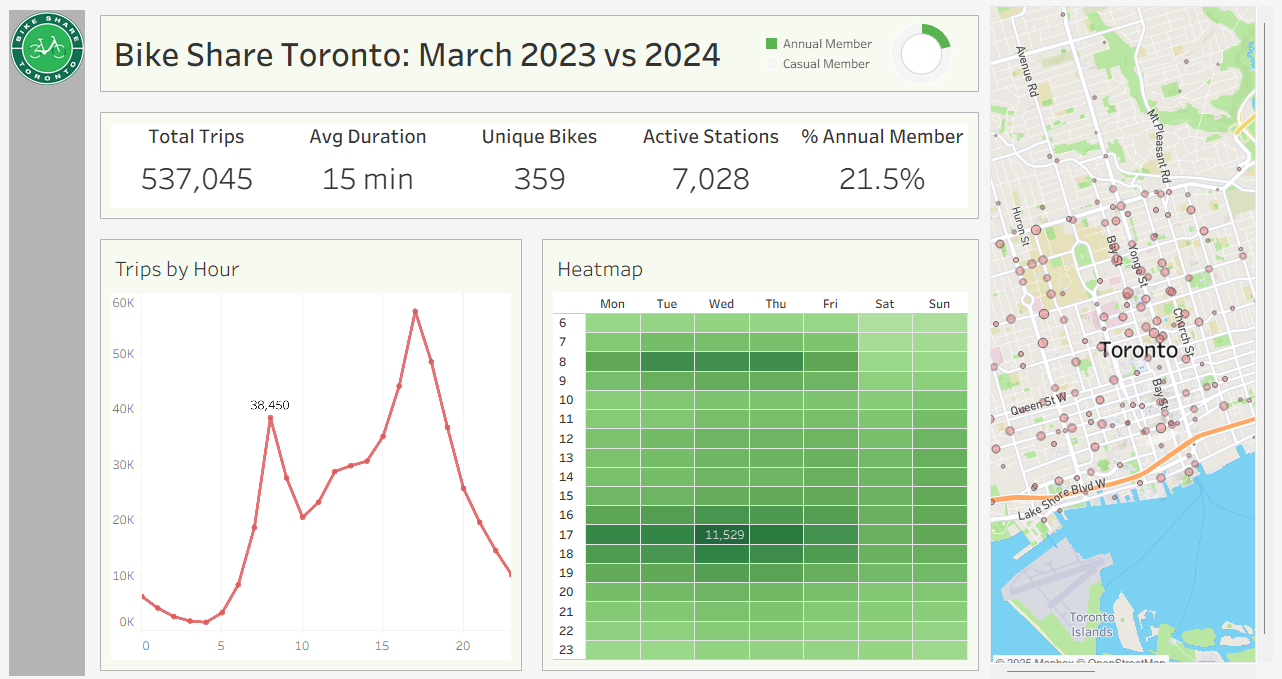 BIKE SHARE
TORONTO
Bike Share Toronto: March 2023 vs 2024
Annual Member
Casual Member
Total Trips
Avg Duration
Unique Bikes
Active Stations
% Annual Member
537,045
15 min
359
7,028
21.5%
Trips by Hour
60K
50K
40K
30K
20K
10K
0K
38,450
0
5
10
15
20
Heatmap
Mon Tue Wed Thu Fri Sat Sun
6
7
8
9
10
11
12
13
14
15
16
17
11,529
18
19
20
21
22
23
Avenue Rd
Mt Pleasant Rd
Huron St
Bay St
Yonge St
Church St
Toronto
Bay St
Queen St W
Lake Shore Blvd W
Toronto
Islands
© 2025 Mapbox © OpenStreetMap